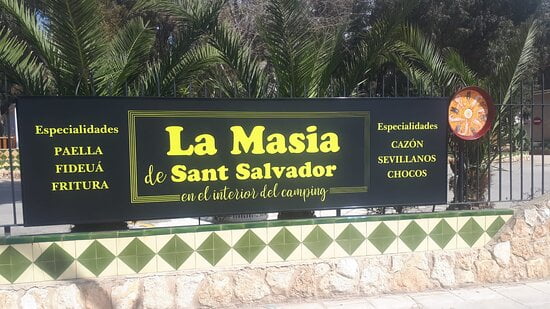 Especialidades
PAELLA
FIDEUÁ
FRITURA
La Masia
de Sant Salvador
en el interior del camping
Especialidades
CAZÓN
SEVILLANOS
CHOCOS